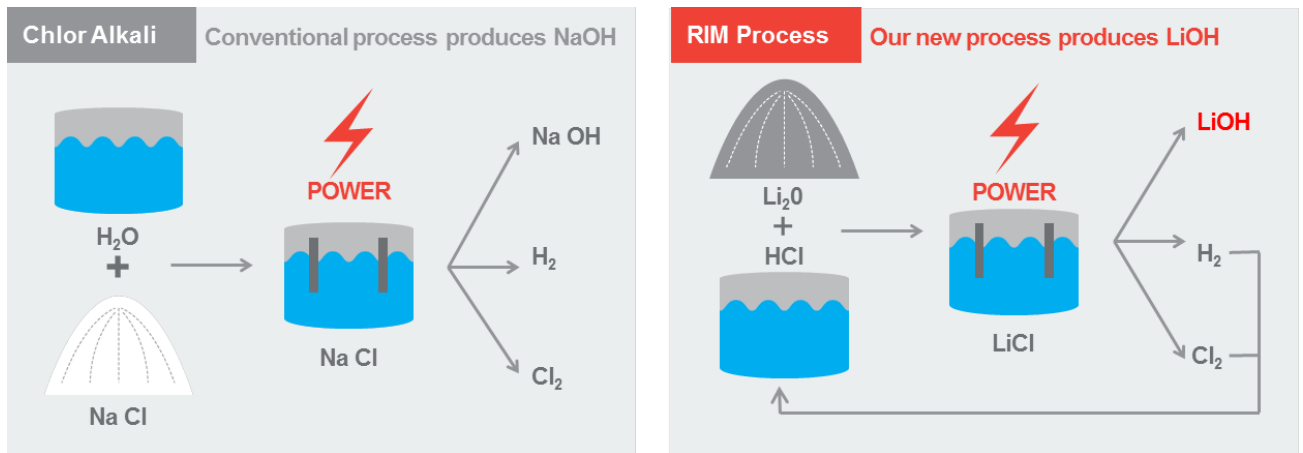 Chlor Alkali
Conventional process produces NaOH
H₂O
+
Na Cl
POWER
Na Cl
Na OH
H₂
Cl₂
RIM Process
Our new process produces LiOH
Li₂0
+
HCl
POWER
LiCl
LiOH
H₂
Cl₂